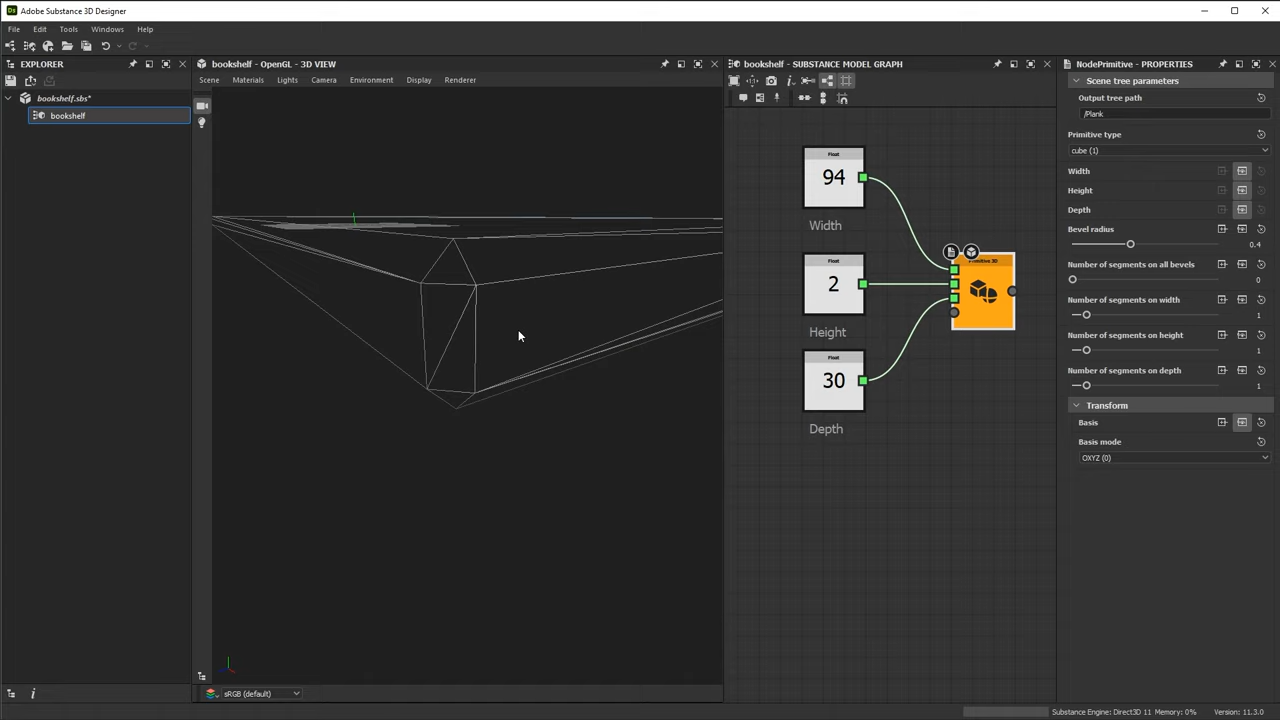 Ds Adobe Substance 3D Designer
File Edit Tools Windows Help
EXPLORER
bookshelf.sbs*
bookshelf
bookshelf - OpenGL - 3D VIEW
Scene Materials Lights Camera Environment Display Renderer
sRGB (default)
bookshelf - SUBSTANCE MODEL GRAPH
Float
94
Width
Float
2
Height
Float
30
Depth
Primitive 3D
NodePrimitive - PROPERTIES
Scene tree parameters
Output tree path
/Plank
Primitive type
cube (1)
Width
Height
Depth
Bevel radius
0.4
Number of segments on all bevels
0
Number of segments on width
1
Number of segments on height
1
Number of segments on depth
1
Transform
Basis
Basis mode
OXYZ (0)
Substance Engine: Direct3D 11 Memory: 0% Version: 11.3.0